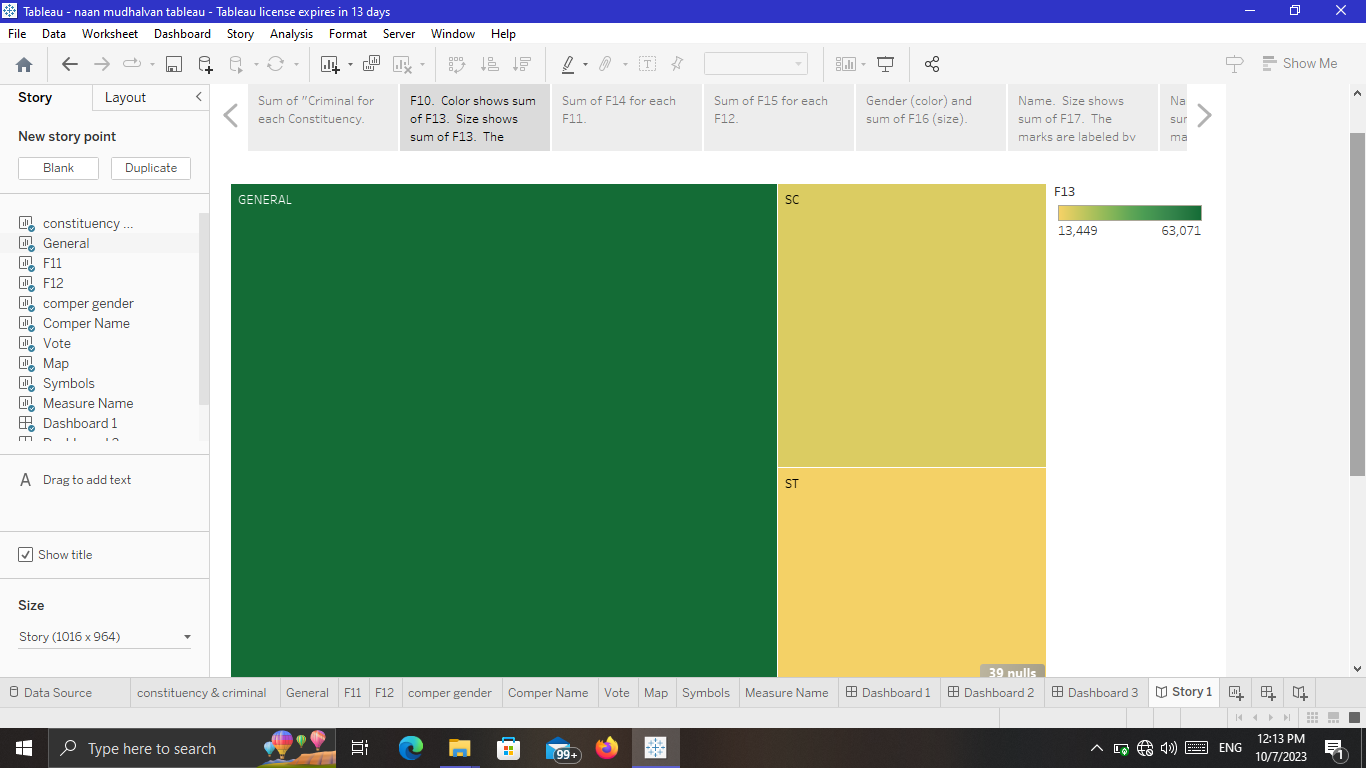 Tableau - naan mudhalvan tableau - Tableau license expires in 13 days
File Data Worksheet Dashboard Story Analysis Format Server Window Help
Show Me
Story Layout
New story point
Blank Duplicate
constituency ...
General
F11
F12
comper gender
Comper Name
Vote
Map
Symbols
Measure Name
Dashboard 1
A Drag to add text
Show title
Size
Story (1016 x 964)
Sum of "Criminal for
each Constituency.
F10. Color shows sum
of F13. Size shows
sum of F13. The
Sum of F14 for each
F11.
Sum of F15 for each
F12.
Gender (color) and
sum of F16 (size).
Name. Size shows
sum of F17. The
marks are labeled by
Na
sur
ma
GENERAL
SC
ST
39 nulls
F13
13,449 63,071
Data Source constituency & criminal General F11 F12 comper gender Comper Name Vote Map Symbols Measure Name Dashboard 1 Dashboard 2 Dashboard 3 Story 1
Type here to search
99+
ENG
12:13 PM
10/7/2023
1